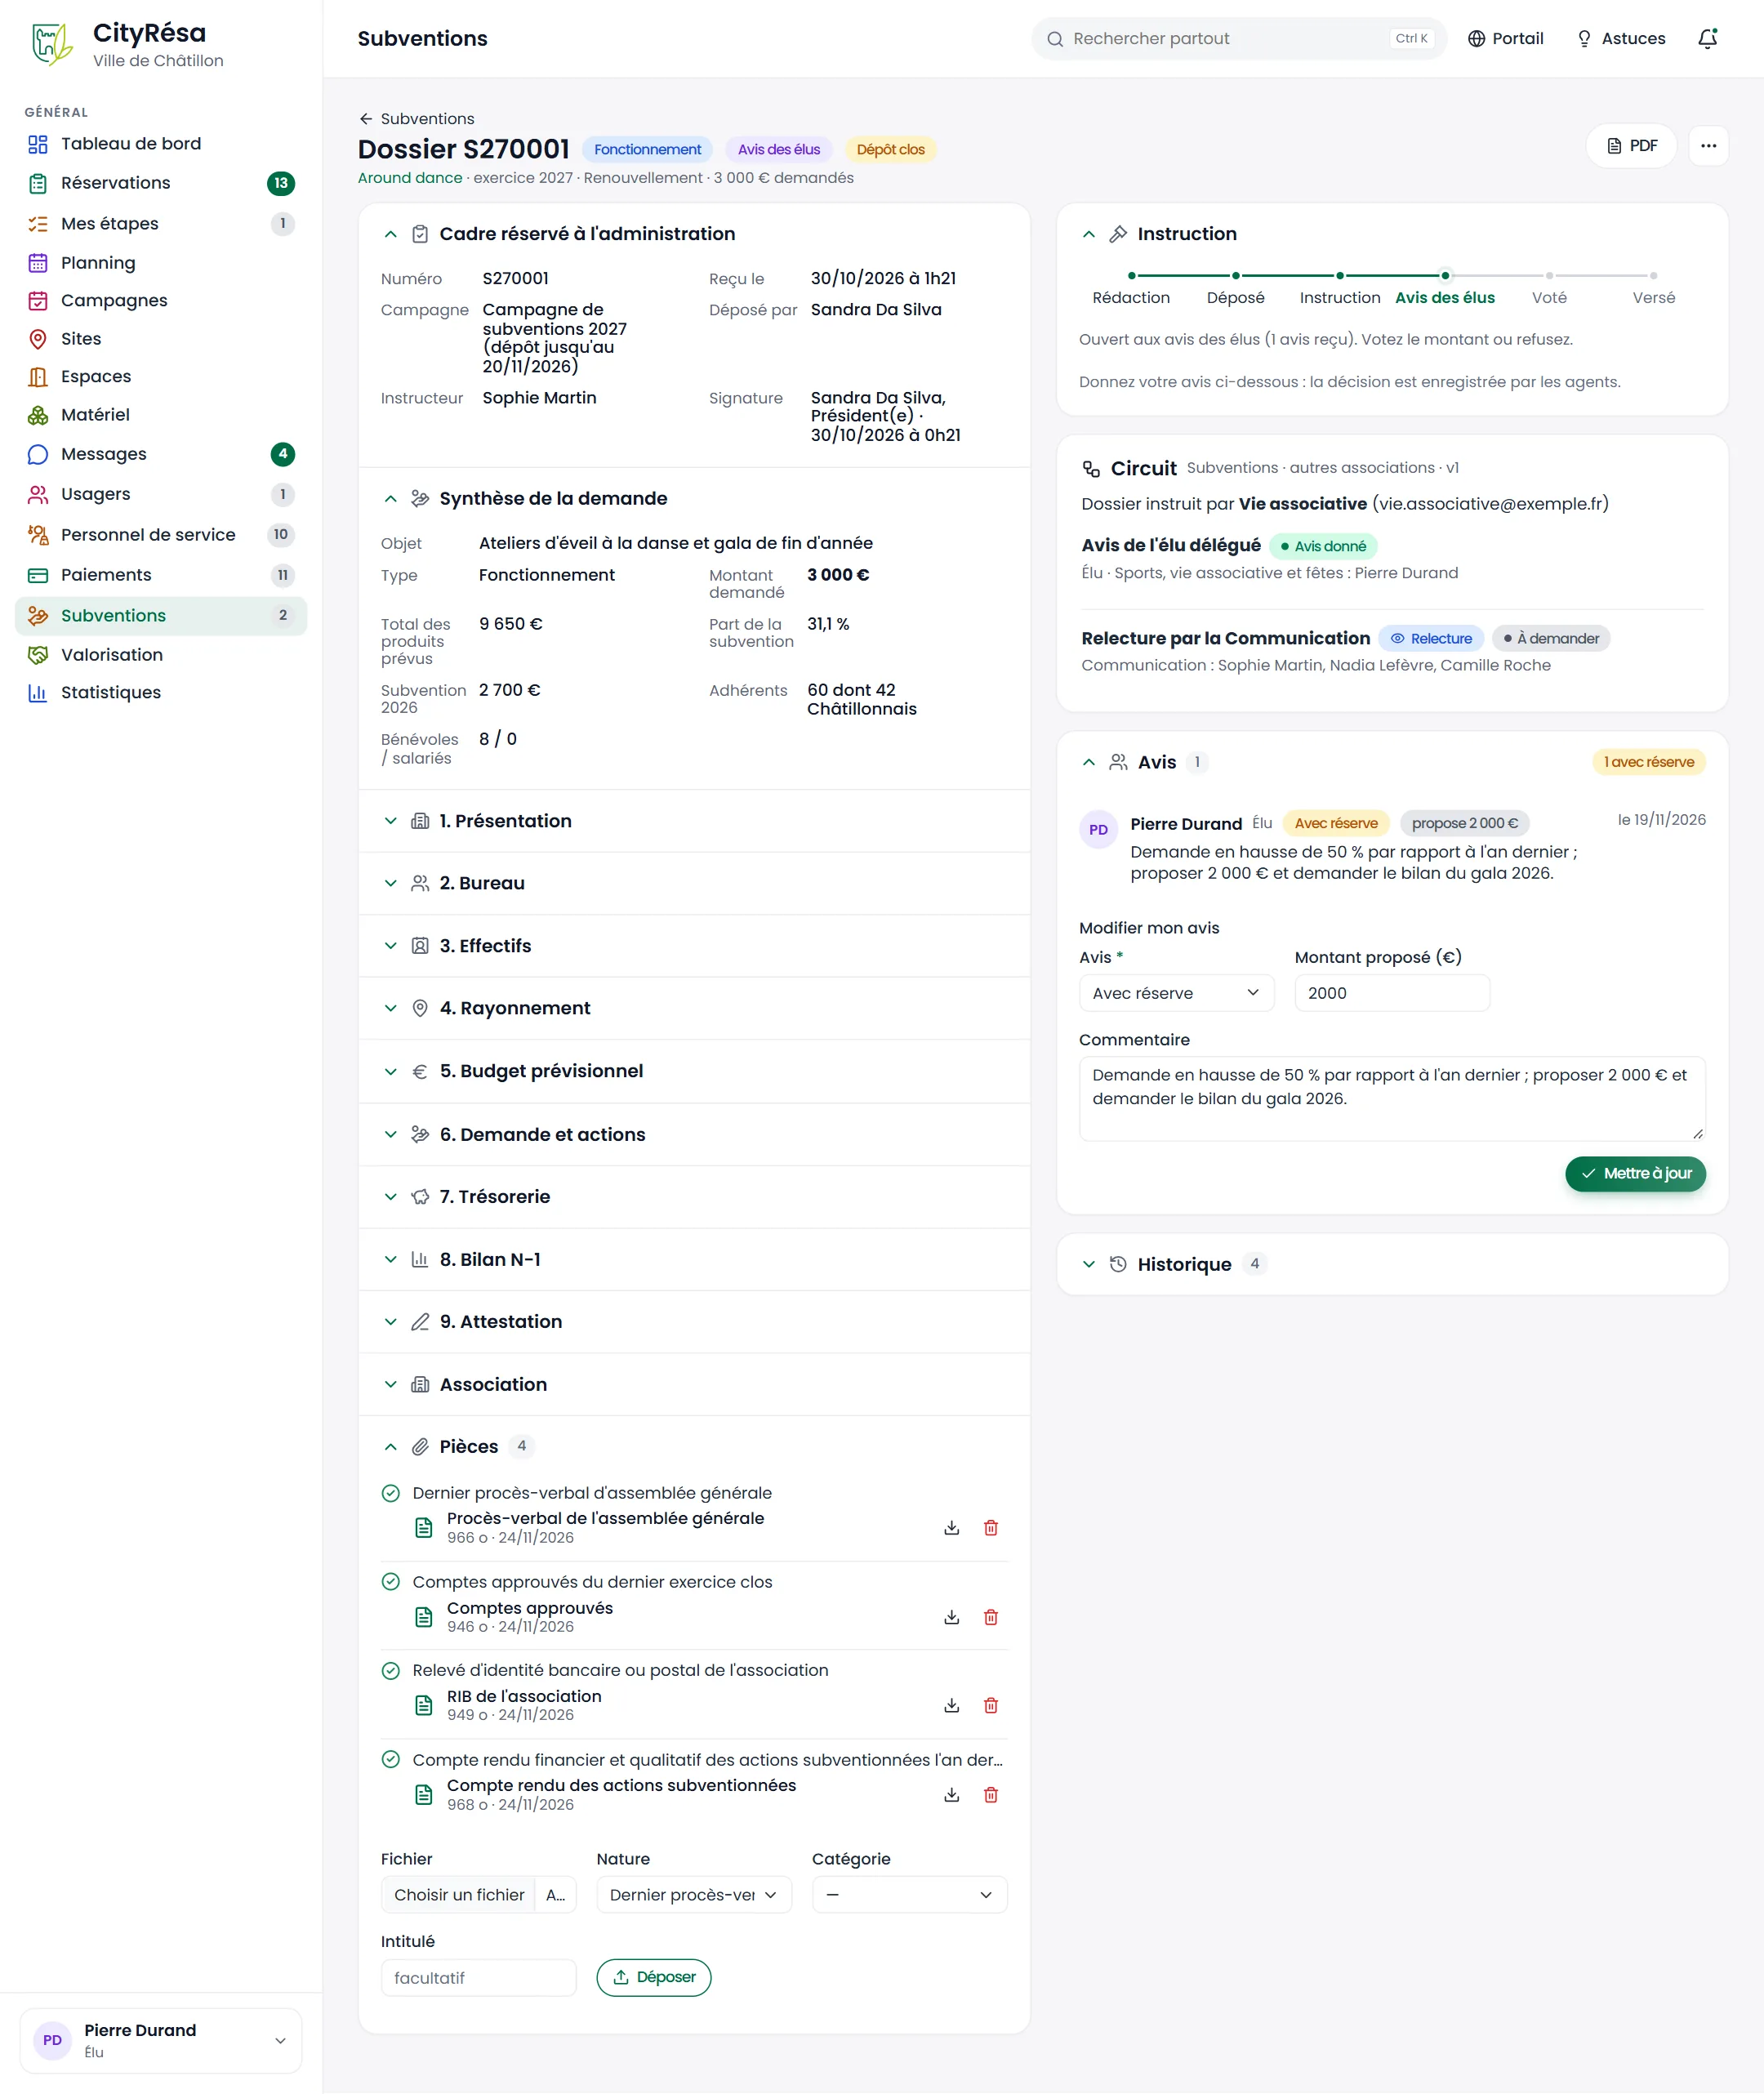 CityRésa
Ville de Châtillon
GÉNÉRAL
Tableau de bord
Réservations 13
Mes étapes 1
Planning
Campagnes
Sites
Espaces
Matériel
Messages 4
Usagers 1
Personnel de service 10
Paiements 11
Subventions 2
Valorisation
Statistiques
PD Pierre Durand
Élu
Subventions
Rechercher partout Ctrl K
Portail
Astuces
Subventions
Dossier S270001 Fonctionnement Avis des élus Dépôt clos
Around dance · exercice 2027 · Renouvellement · 3 000 € demandés
PDF
Cadre réservé à l'administration
Numéro S270001 Reçu le 30/10/2026 à 1h21
Campagne Campagne de Déposé par Sandra Da Silva
subventions 2027
(dépôt jusqu'au
20/11/2026)
Instructeur Sophie Martin Signature Sandra Da Silva,
Président(e) ·
30/10/2026 à 0h21
Synthèse de la demande
Objet Ateliers d'éveil à la danse et gala de fin d'année
Type Fonctionnement Montant 3 000 €
demandé
Total des 9 650 € Part de la 31,1 %
produits subvention
prévus
Subvention 2 700 € Adhérents 60 dont 42
2026 Châtillonnais
Bénévoles 8 / 0
/ salariés
1. Présentation
2. Bureau
3. Effectifs
4. Rayonnement
€ 5. Budget prévisionnel
6. Demande et actions
7. Trésorerie
8. Bilan N-1
9. Attestation
Association
Pièces 4
Dernier procès-verbal d'assemblée générale
Procès-verbal de l'assemblée générale
966 o · 24/11/2026
Comptes approuvés du dernier exercice clos
Comptes approuvés
946 o · 24/11/2026
Relevé d'identité bancaire ou postal de l'association
RIB de l'association
949 o · 24/11/2026
Compte rendu financier et qualitatif des actions subventionnées l'an der...
Compte rendu des actions subventionnées
968 o · 24/11/2026
Fichier Nature Catégorie
Choisir un fichier A... Dernier procès-ver —
Intitulé
facultatif Déposer
Instruction
Rédaction Déposé Instruction Avis des élus Voté Versé
Ouvert aux avis des élus (1 avis reçu). Votez le montant ou refusez.
Donnez votre avis ci-dessous : la décision est enregistrée par les agents.
Circuit Subventions · autres associations · v1
Dossier instruit par Vie associative (vie.associative@exemple.fr)
Avis de l'élu délégué Avis donné
Élu · Sports, vie associative et fêtes : Pierre Durand
Relecture par la Communication Relecture À demander
Communication : Sophie Martin, Nadia Lefèvre, Camille Roche
Avis 1 1 avec réserve
PD Pierre Durand Élu Avec réserve propose 2 000 € le 19/11/2026
Demande en hausse de 50 % par rapport à l'an dernier ;
proposer 2 000 € et demander le bilan du gala 2026.
Modifier mon avis
Avis * Montant proposé (€)
Avec réserve 2000
Commentaire
Demande en hausse de 50 % par rapport à l'an dernier ; proposer 2 000 € et
demander le bilan du gala 2026.
Mettre à jour
Historique 4